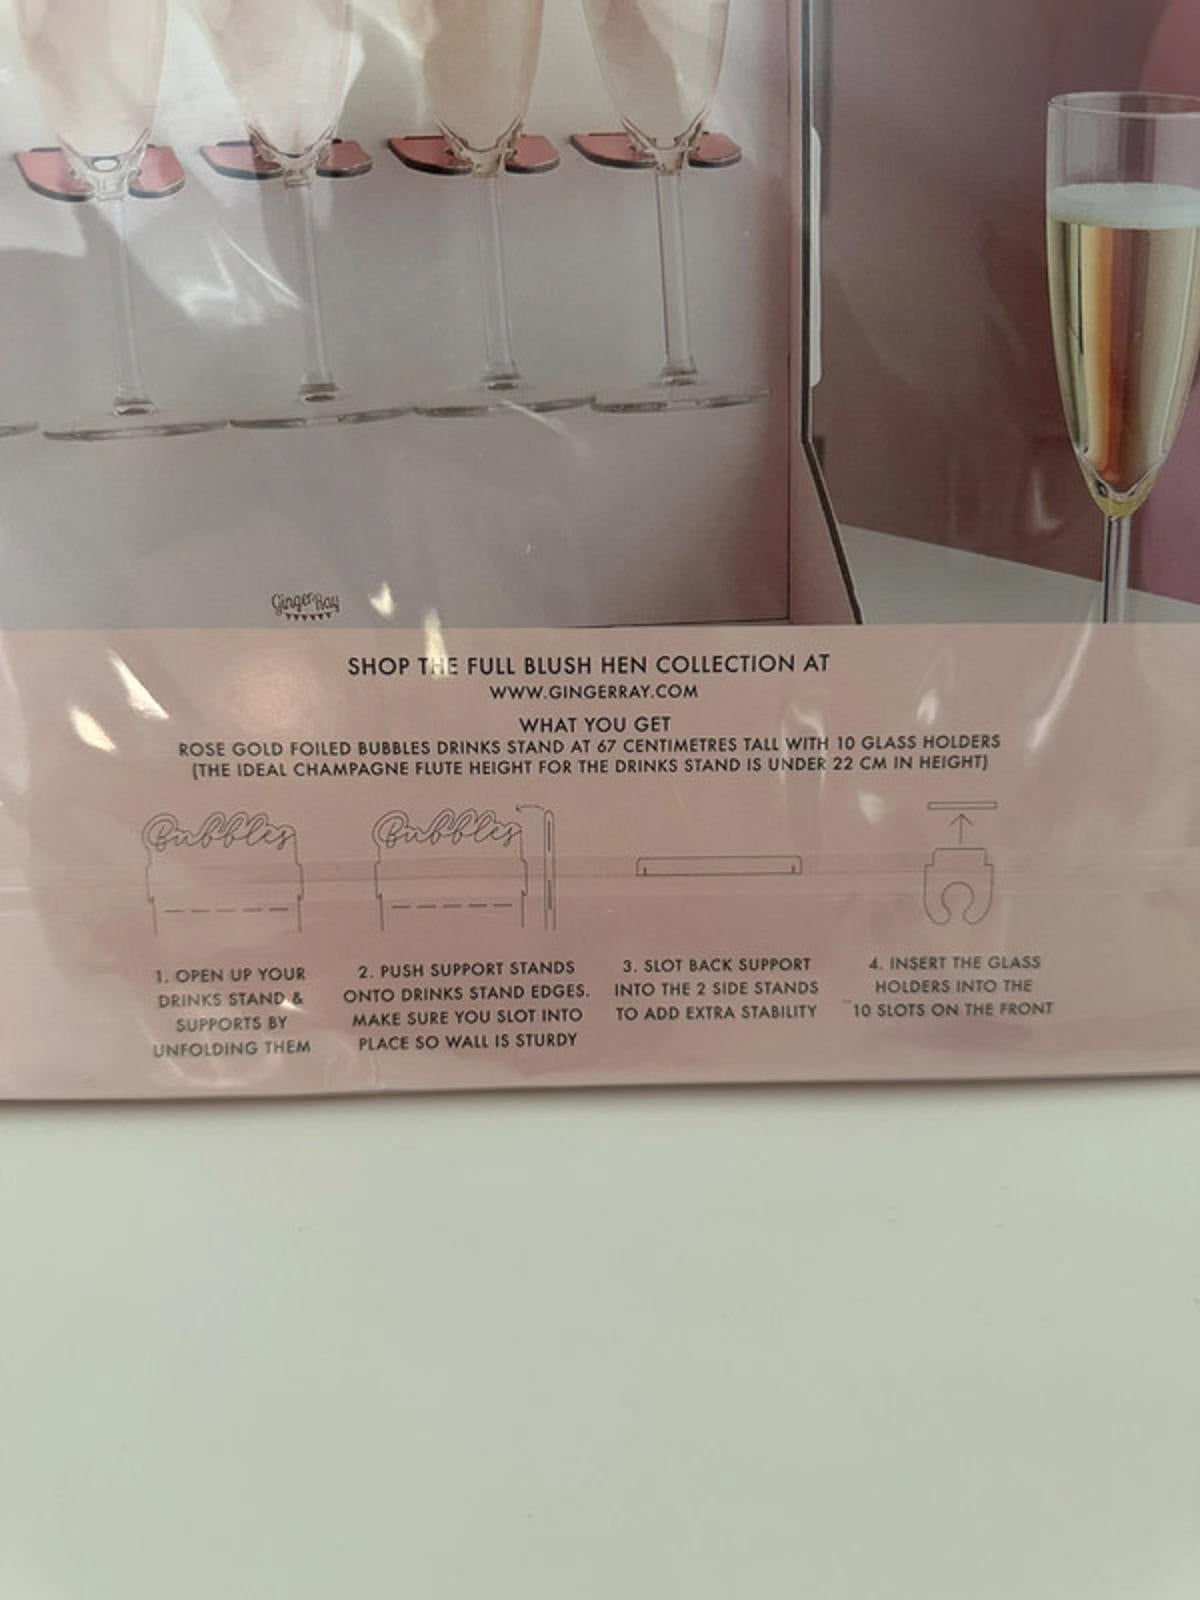 Ginger Ray
SHOP THE FULL BLUSH HEN COLLECTION AT
WWW.GINGERRAY.COM
WHAT YOU GET
ROSE GOLD FOILED BUBBLES DRINKS STAND AT 67 CENTIMETRES TALL WITH 10 GLASS HOLDERS
(THE IDEAL CHAMPAGNE FLUTE HEIGHT FOR THE DRINKS STAND IS UNDER 22 CM IN HEIGHT)
Bubbles
Bubbles
1. OPEN UP YOUR
DRINKS STAND &
SUPPORTS BY
UNFOLDING THEM
2. PUSH SUPPORT STANDS
ONTO DRINKS STAND EDGES.
MAKE SURE YOU SLOT INTO
PLACE SO WALL IS STURDY
3. SLOT BACK SUPPORT
INTO THE 2 SIDE STANDS
TO ADD EXTRA STABILITY
4. INSERT THE GLASS
HOLDERS INTO THE
10 SLOTS ON THE FRONT